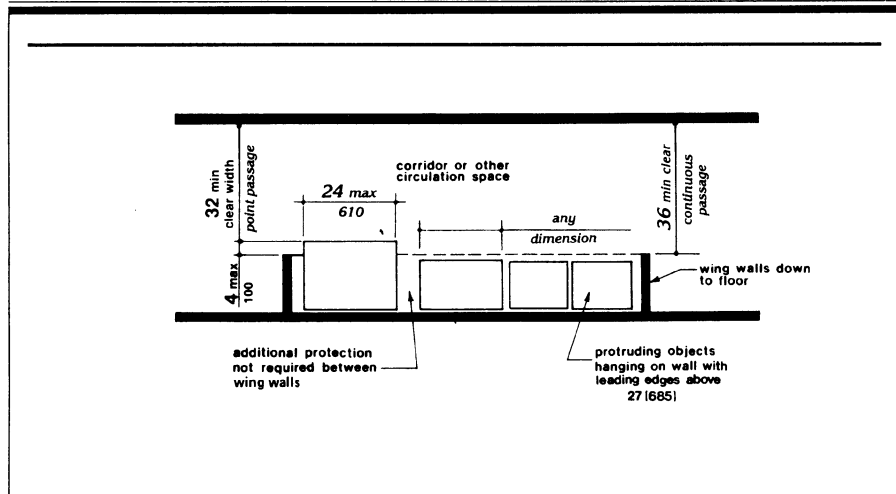 32 min
clear width
point passage
4 max
100
24 max
610
corridor or other
circulation space
any
dimension
36 min clear
continuous
passage
wing walls down
to floor
additional protection
not required between
wing walls
protruding objects
hanging on wall with
leading edges above
27 (685)